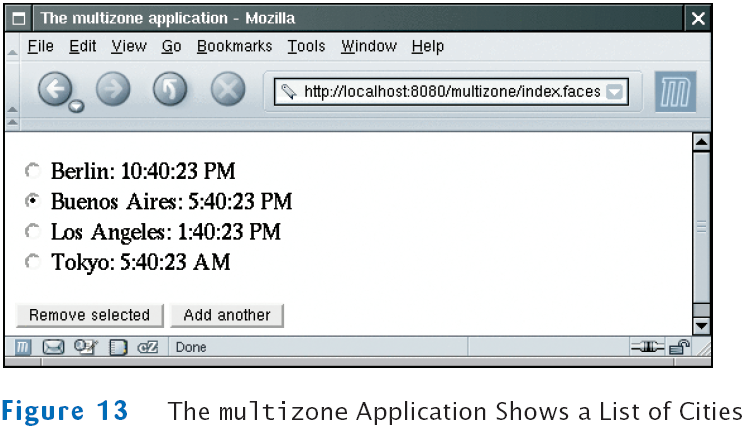 The multizone application - Mozilla
File Edit View Go Bookmarks Tools Window Help
http://localhost:8080/multizone/index.faces
Berlin: 10:40:23 PM
Buenos Aires: 5:40:23 PM
Los Angeles: 1:40:23 PM
Tokyo: 5:40:23 AM
Remove selected Add another
Done
Figure 13 The multizone Application Shows a List of Cities